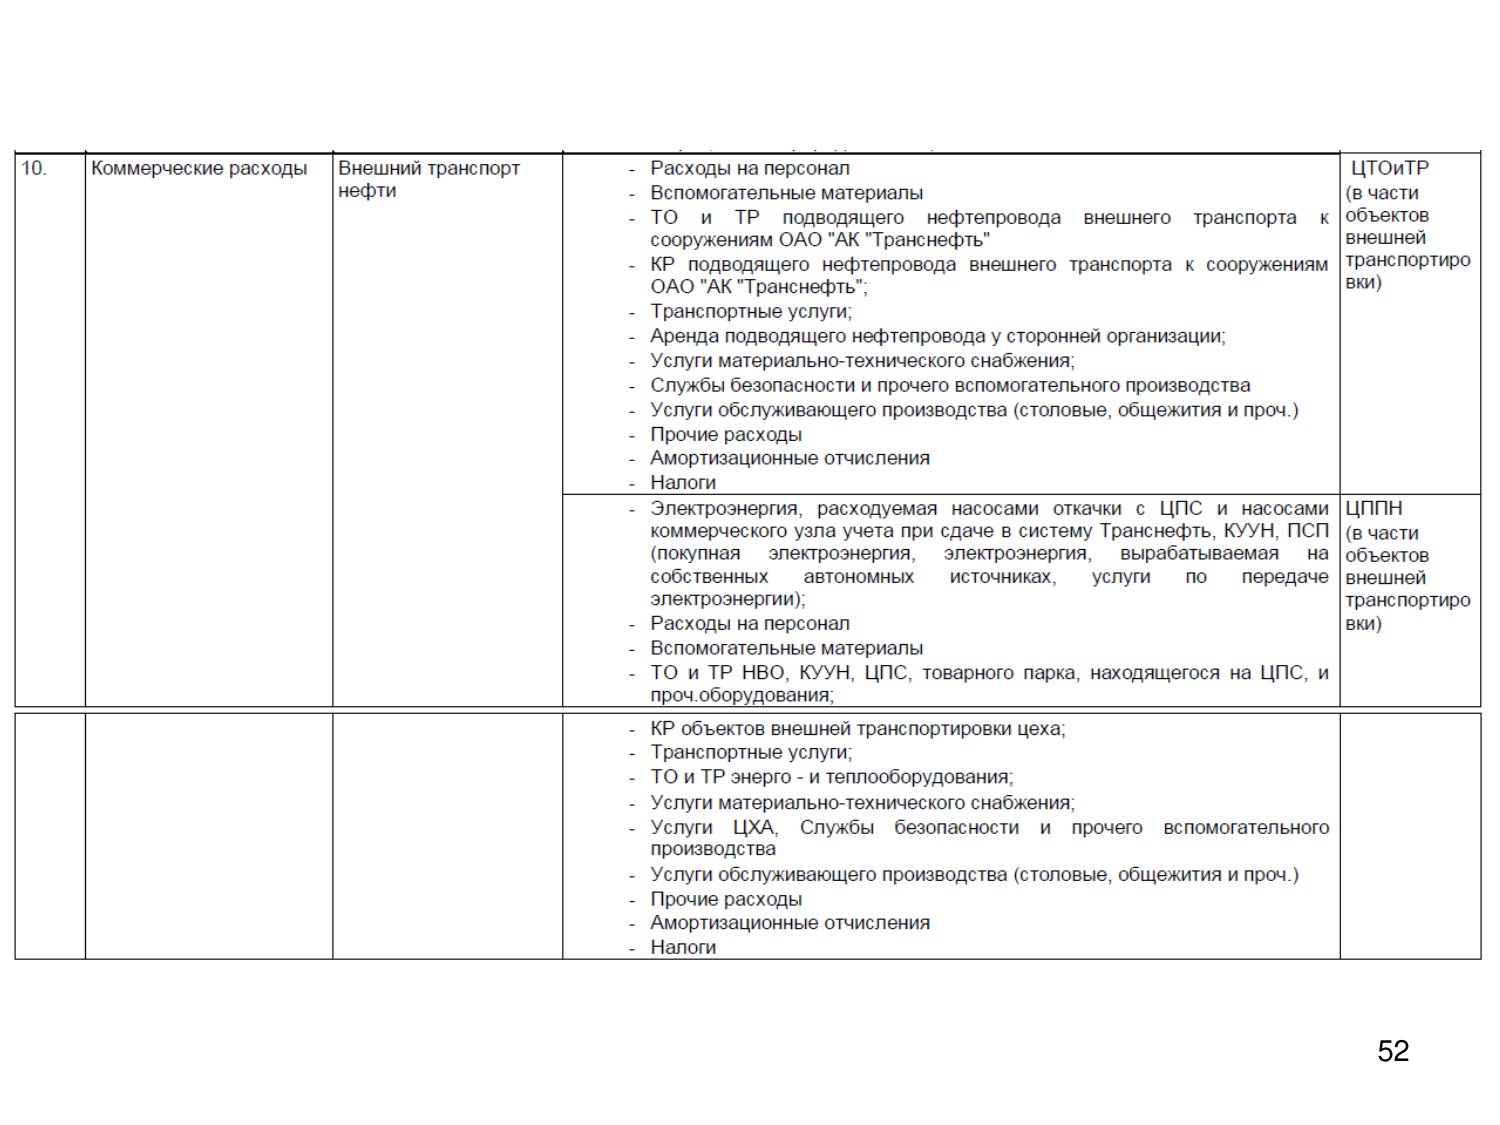 10.
Коммерческие расходы
Внешний транспорт
нефти
- Расходы на персонал
- Вспомогательные материалы
- ТО и ТР подводящего нефтепровода внешнего транспорта к
сооружениям ОАО "АК "Транснефть"
- КР подводящего нефтепровода внешнего транспорта к сооружениям
ОАО "АК "Транснефть";
- Транспортные услуги;
- Аренда подводящего нефтепровода у сторонней организации;
- Услуги материально-технического снабжения;
- Службы безопасности и прочего вспомогательного производства
- Услуги обслуживающего производства (столовые, общежития и проч.)
- Прочие расходы
- Амортизационные отчисления
- Налоги
ЦТОиТР
(в части
объектов
внешней
транспортиро
вки)
- Электроэнергия, расходуемая насосами откачки с ЦПС и насосами
коммерческого узла учета при сдаче в систему Транснефть, КУУН, ПСП
(покупная электроэнергия, электроэнергия, вырабатываемая на
собственных автономных источниках, услуги по передаче
электроэнергии);
- Расходы на персонал
- Вспомогательные материалы
- ТО и ТР НВО, КУУН, ЦПС, товарного парка, находящегося на ЦПС, и
проч.оборудования;
ЦППН
(в части
объектов
внешней
транспортиро
вки)
- КР объектов внешней транспортировки цеха;
- Транспортные услуги;
- ТО и ТР энерго - и теплооборудования;
- Услуги материально-технического снабжения;
- Услуги ЦХА, Службы безопасности и прочего вспомогательного
производства
- Услуги обслуживающего производства (столовые, общежития и проч.)
- Прочие расходы
- Амортизационные отчисления
- Налоги
52